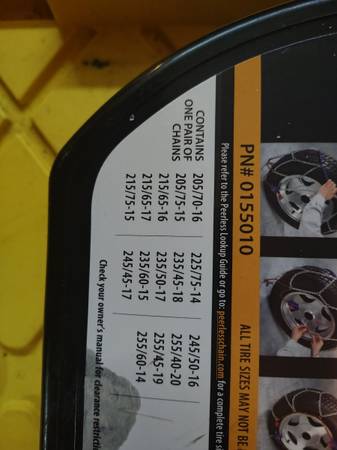 PN# 0155010
ALL TIRE SIZES MAY NOT BE
Please refer to the Peerless Lookup Guide or go to: peerlesschain.com for a complete tire
CONTAINS
ONE PAIR OF
CHAINS
205/70-16
205/75-15
215/65-16
215/65-17
215/75-15
225/75-14
235/45-18
235/50-17
235/60-15
245/45-17
245/50-16
255/40-20
255/45-19
255/60-14
Check your owner's manual for clearance restricti